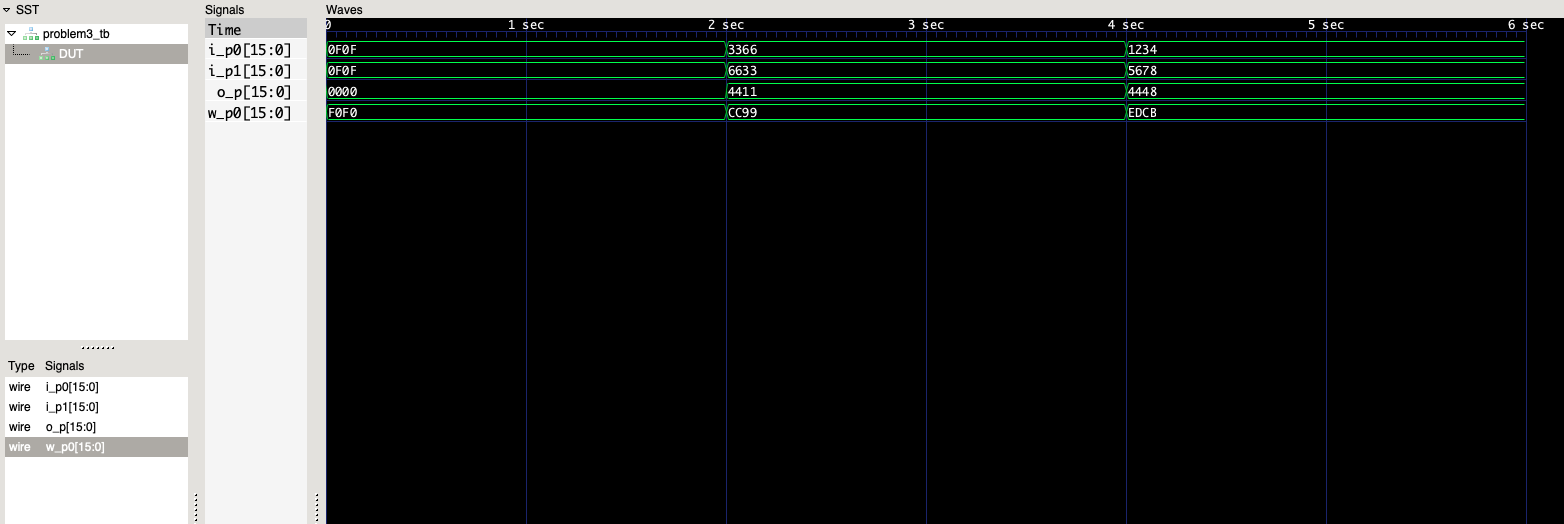 SST
problem3_tb
DUT
Type Signals
wire i_p0[15:0]
wire i_p1[15:0]
wire o_p[15:0]
wire w_p0[15:0]
Signals
Time
i_p0[15:0]
i_p1[15:0]
o_p[15:0]
w_p0[15:0]
Waves
0 1 sec 2 sec 3 sec 4 sec 5 sec 6 sec
0F0F 3366 1234
0F0F 6633 5678
0000 4411 4448
F0F0 CC99 EDCB